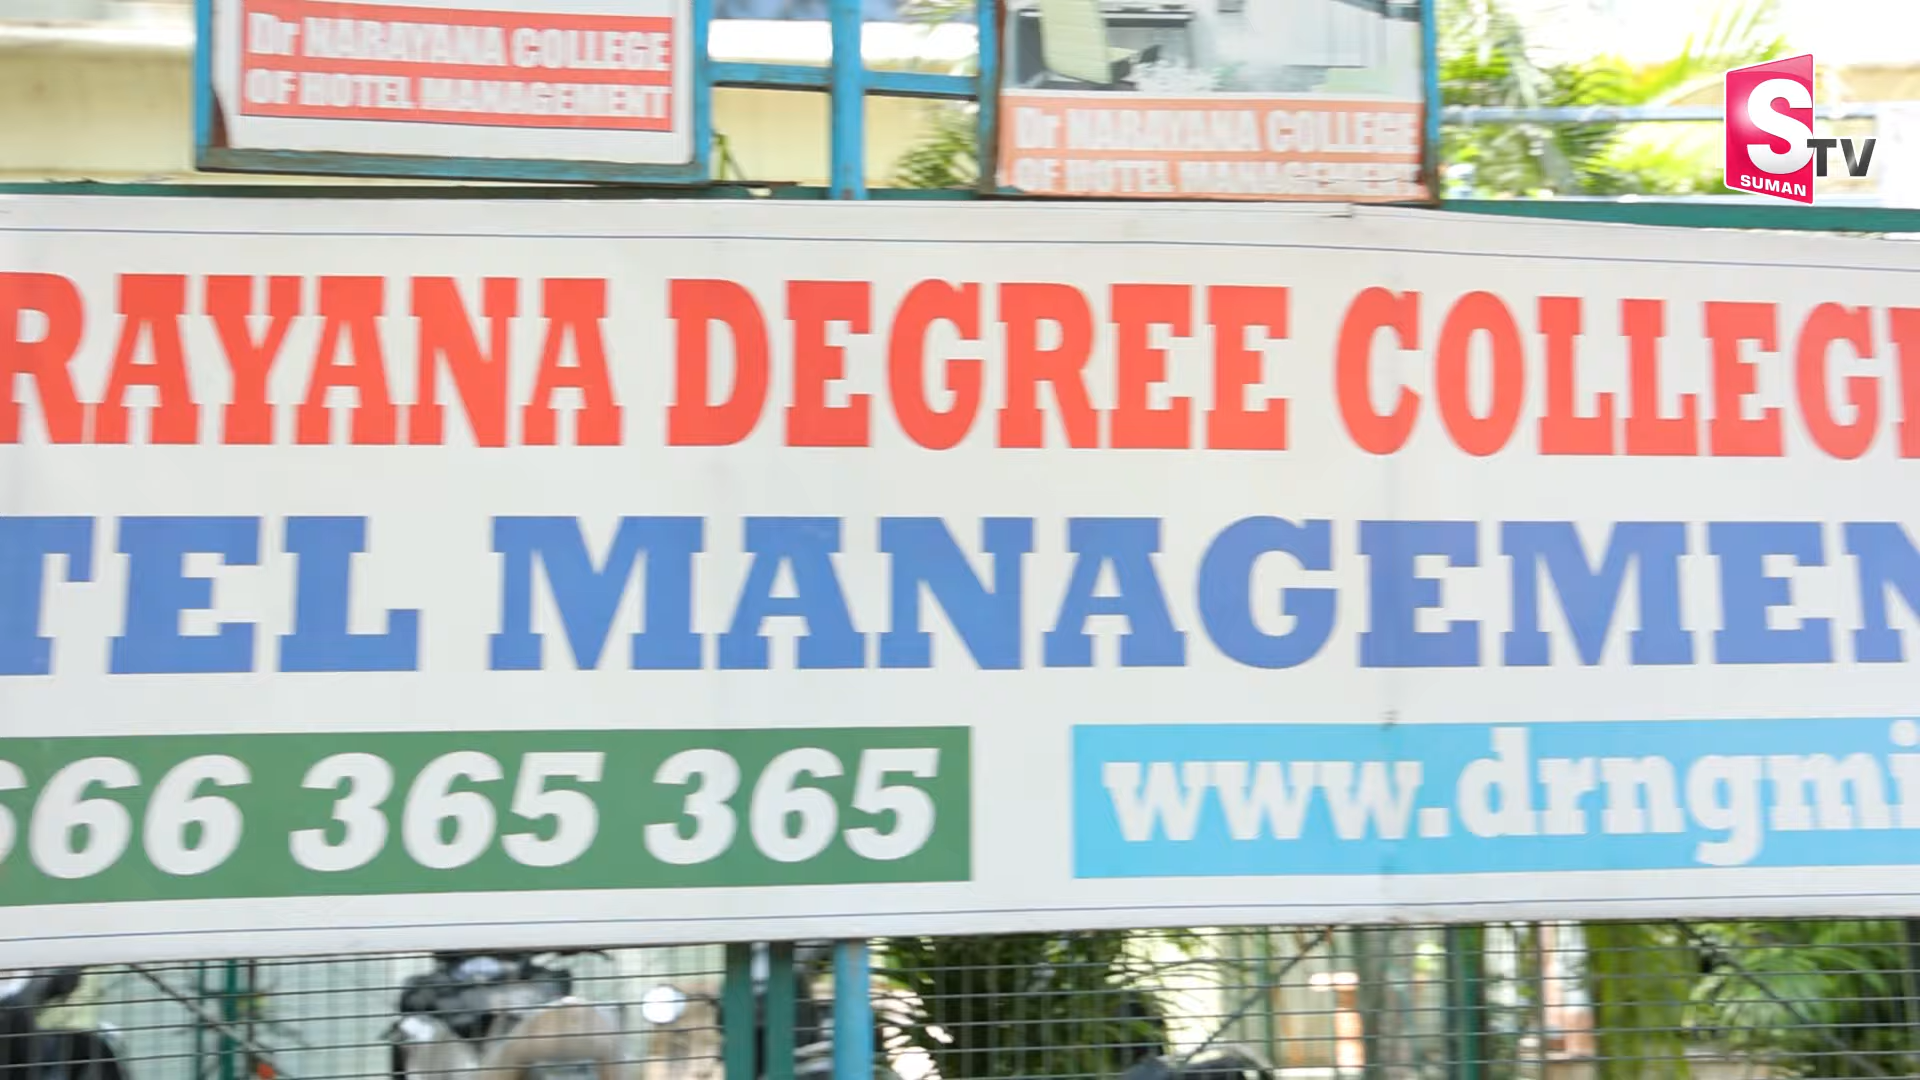 Dr NARAYANA COLLEGE
OF HOTEL MANAGEMENT
Dr NARAYANA COLLEGE
OF HOTEL MANAGEMENT
S TV
SUMAN
RAYANA DEGREE COLLEGE
TEL MANAGEMEN
666 365 365
www.drngmi